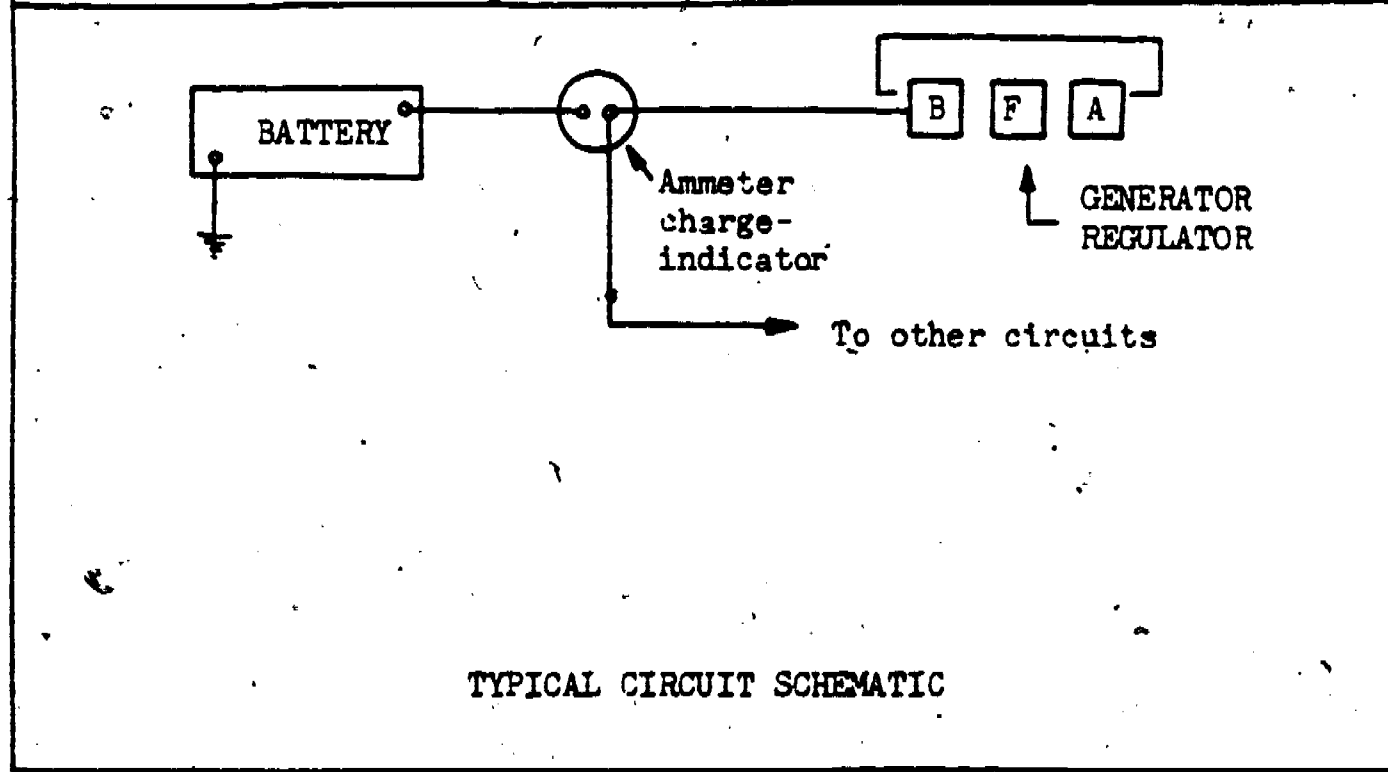 BATTERY
B F A
Ammeter
charge-
indicator
GENERATOR
REGULATOR
To other circuits
TYPICAL CIRCUIT SCHEMATIC